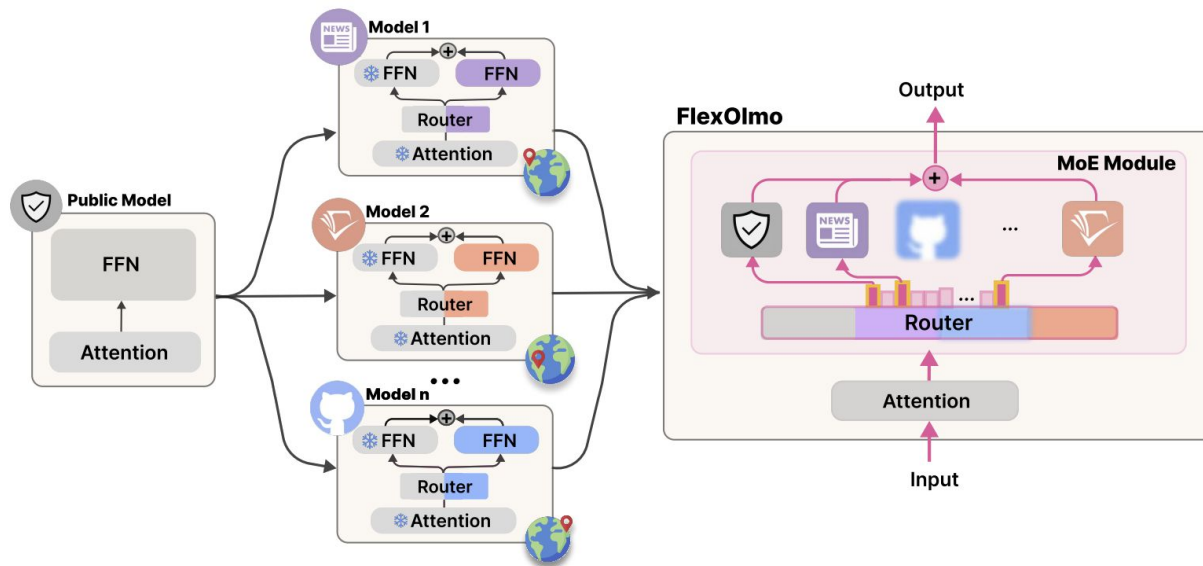 Public Model
FFN
Attention
Model 1
NEWS
FFN
FFN
Router
Attention
Model 2
FFN
FFN
Router
Attention
...
Model n
FFN
FFN
Router
Attention
FlexOlmo
Output
MoE Module
NEWS
...
...
Router
Attention
Input